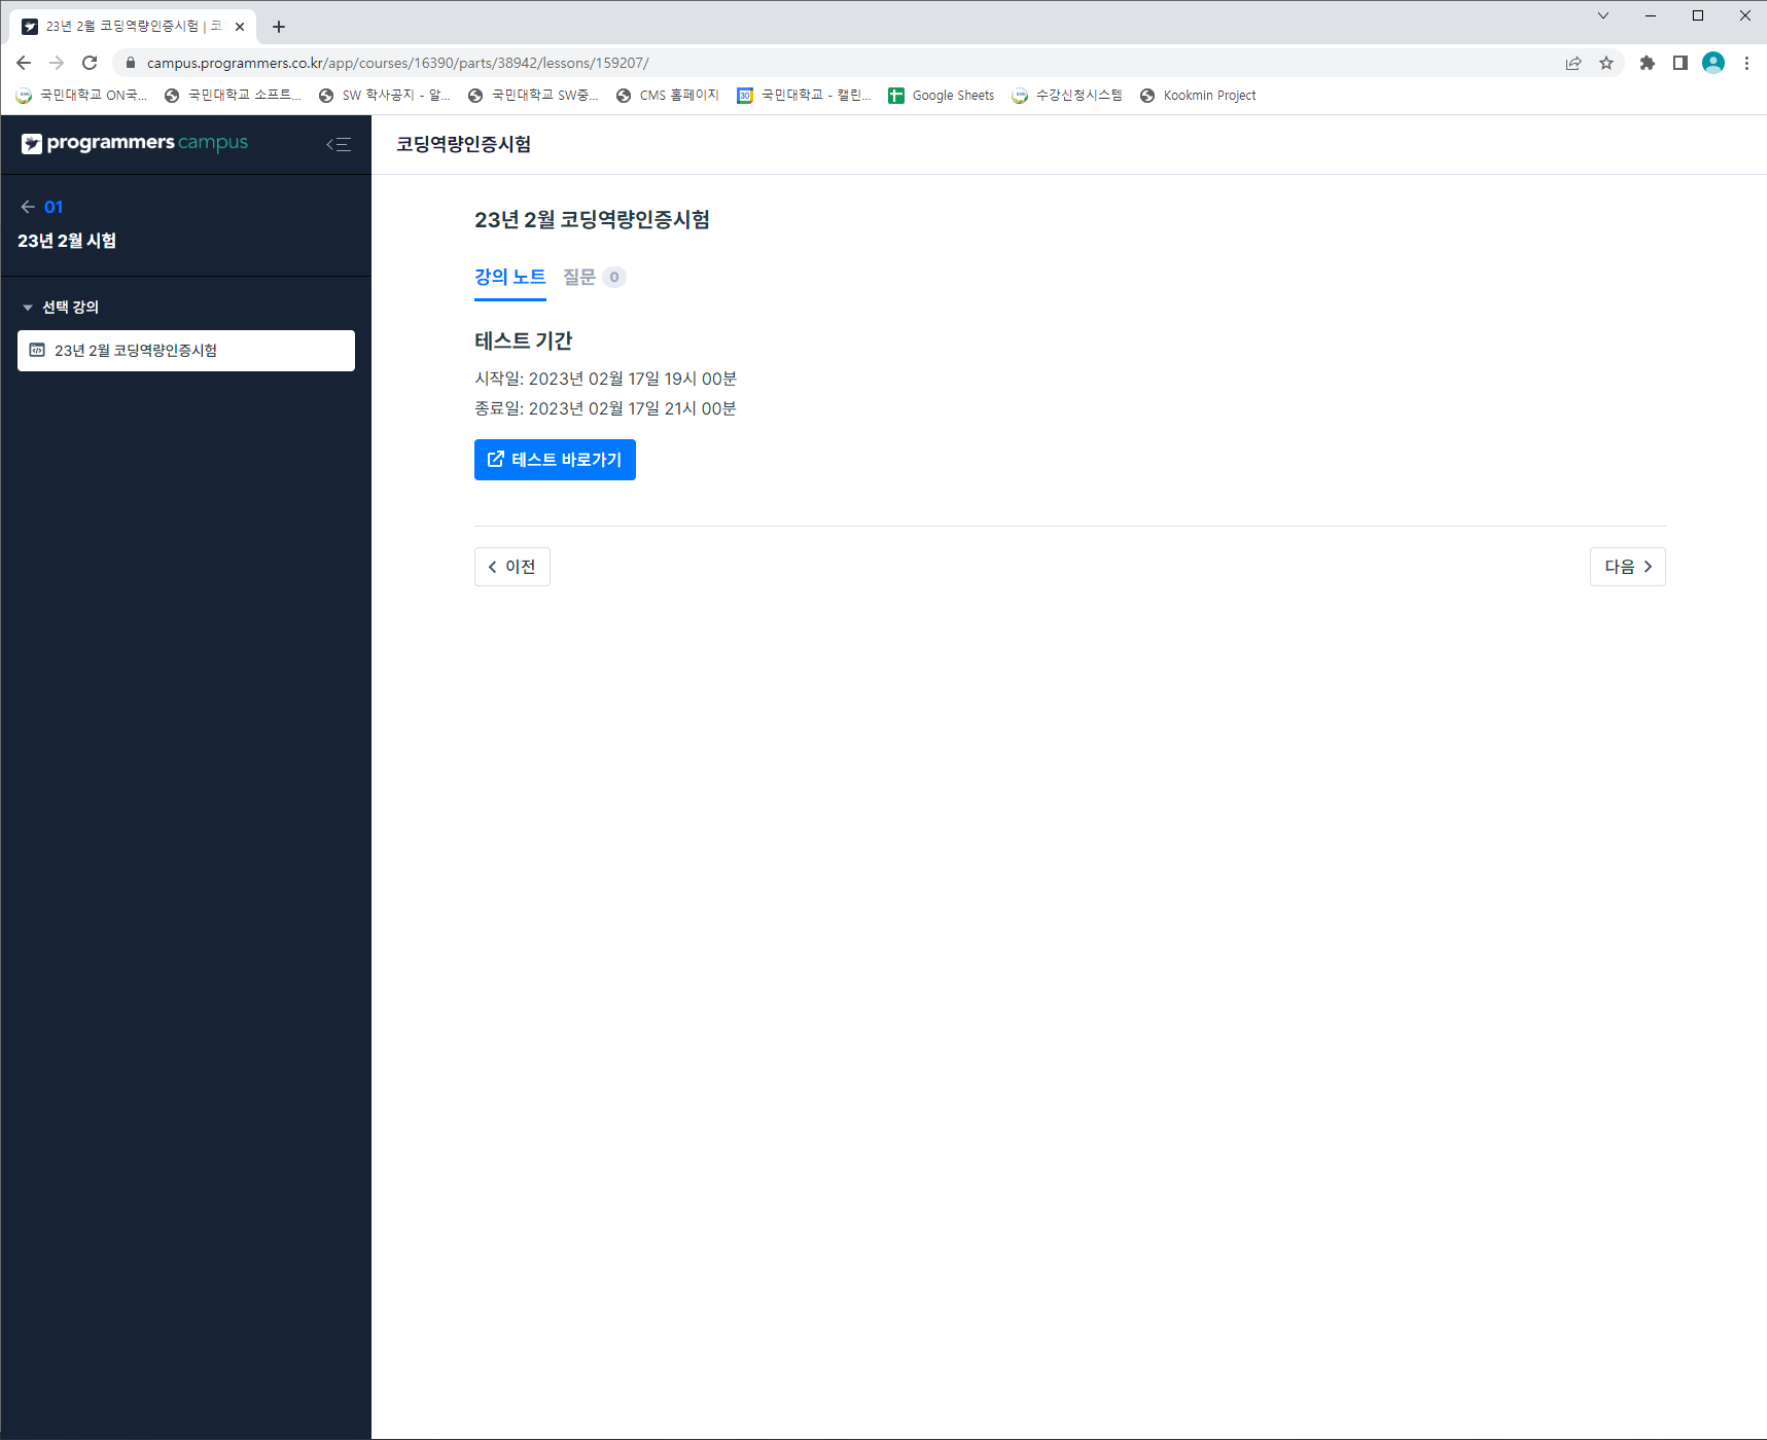 23년 2월 코딩역량인증시험 | 코
campus.programmers.co.kr/app/courses/16390/parts/38942/lessons/159207/
국민대학교 ON국... 국민대학교 소프트... SW 학사공지 - 알... 국민대학교 SW중... CMS 홈페이지 30 국민대학교 - 캘린... Google Sheets 수강신청시스템 Kookmin Project
programmers campus
코딩역량인증시험
01
23년 2월 시험
선택 강의
23년 2월 코딩역량인증시험
23년 2월 코딩역량인증시험
강의 노트 질문 0
테스트 기간
시작일: 2023년 02월 17일 19시 00분
종료일: 2023년 02월 17일 21시 00분
테스트 바로가기
이전
다음